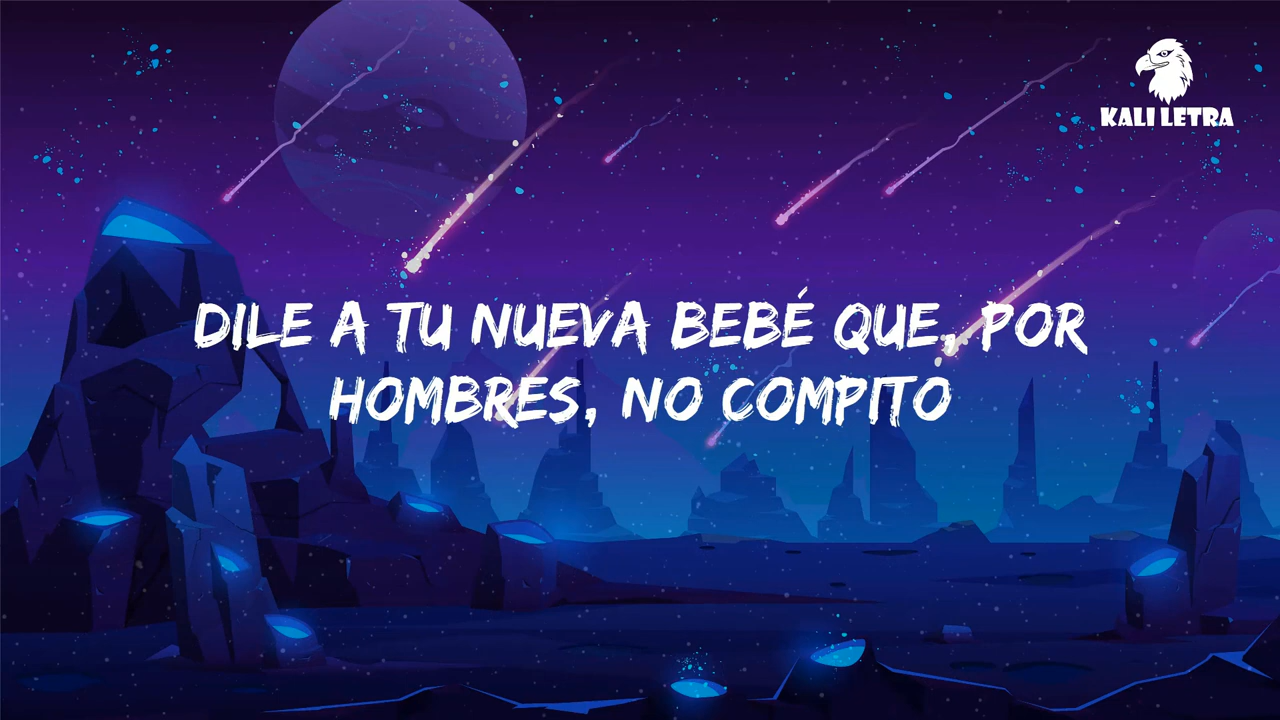 KALI LETRA
DILE A TU NUEVA BEBÉ QUE, POR
HOMBRES, NO COMPITO